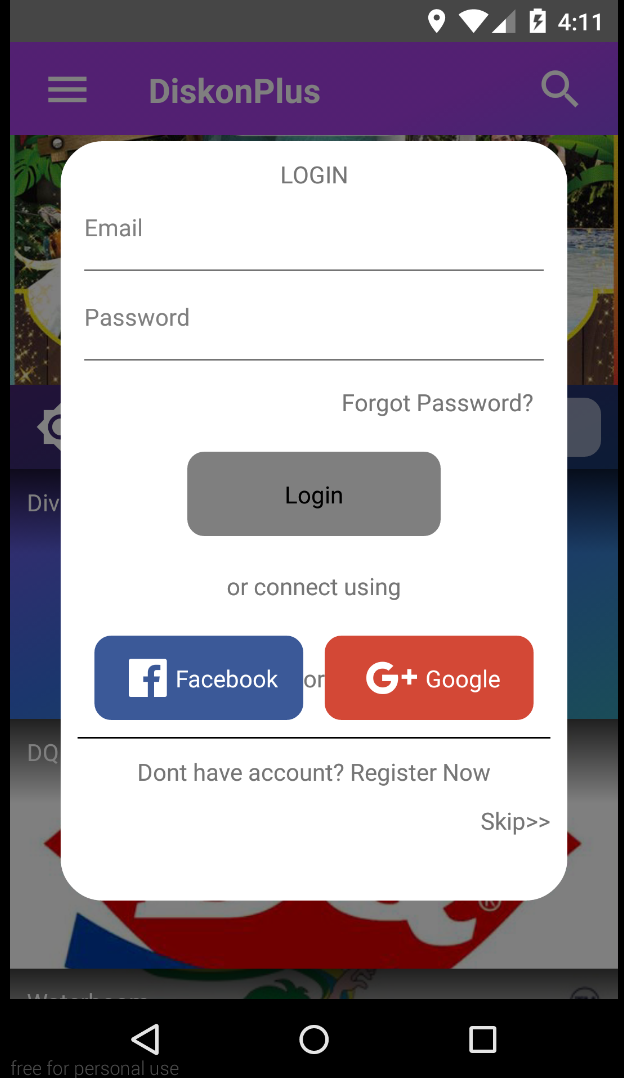 4:11
DiskonPlus
LOGIN
Email
Password
Forgot Password?
Div
Login
or connect using
Facebook or G+ Google
DQ
Dont have account? Register Now
Skip>>
®
free for personal use